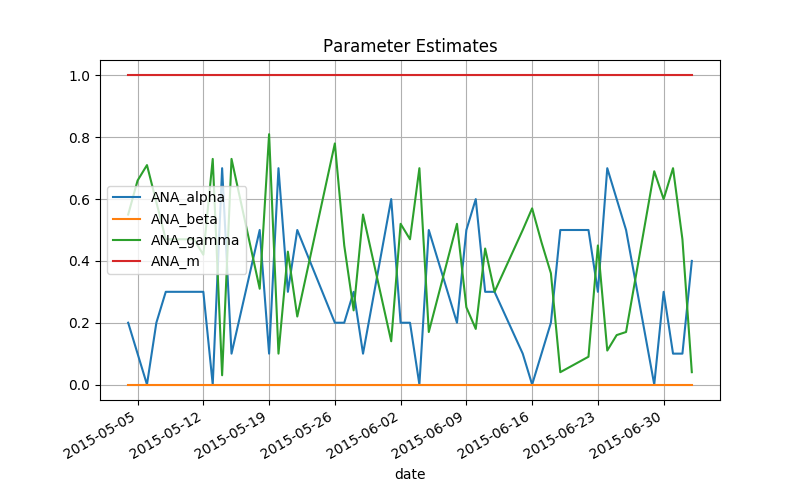 Parameter Estimates
1.0
0.8
0.6
0.4
0.2
0.0
ANA_alpha
ANA_beta
ANA_gamma
ANA_m
2015-05-05
2015-05-12
2015-05-19
2015-05-26
2015-06-02
2015-06-09
2015-06-16
2015-06-23
2015-06-30
date